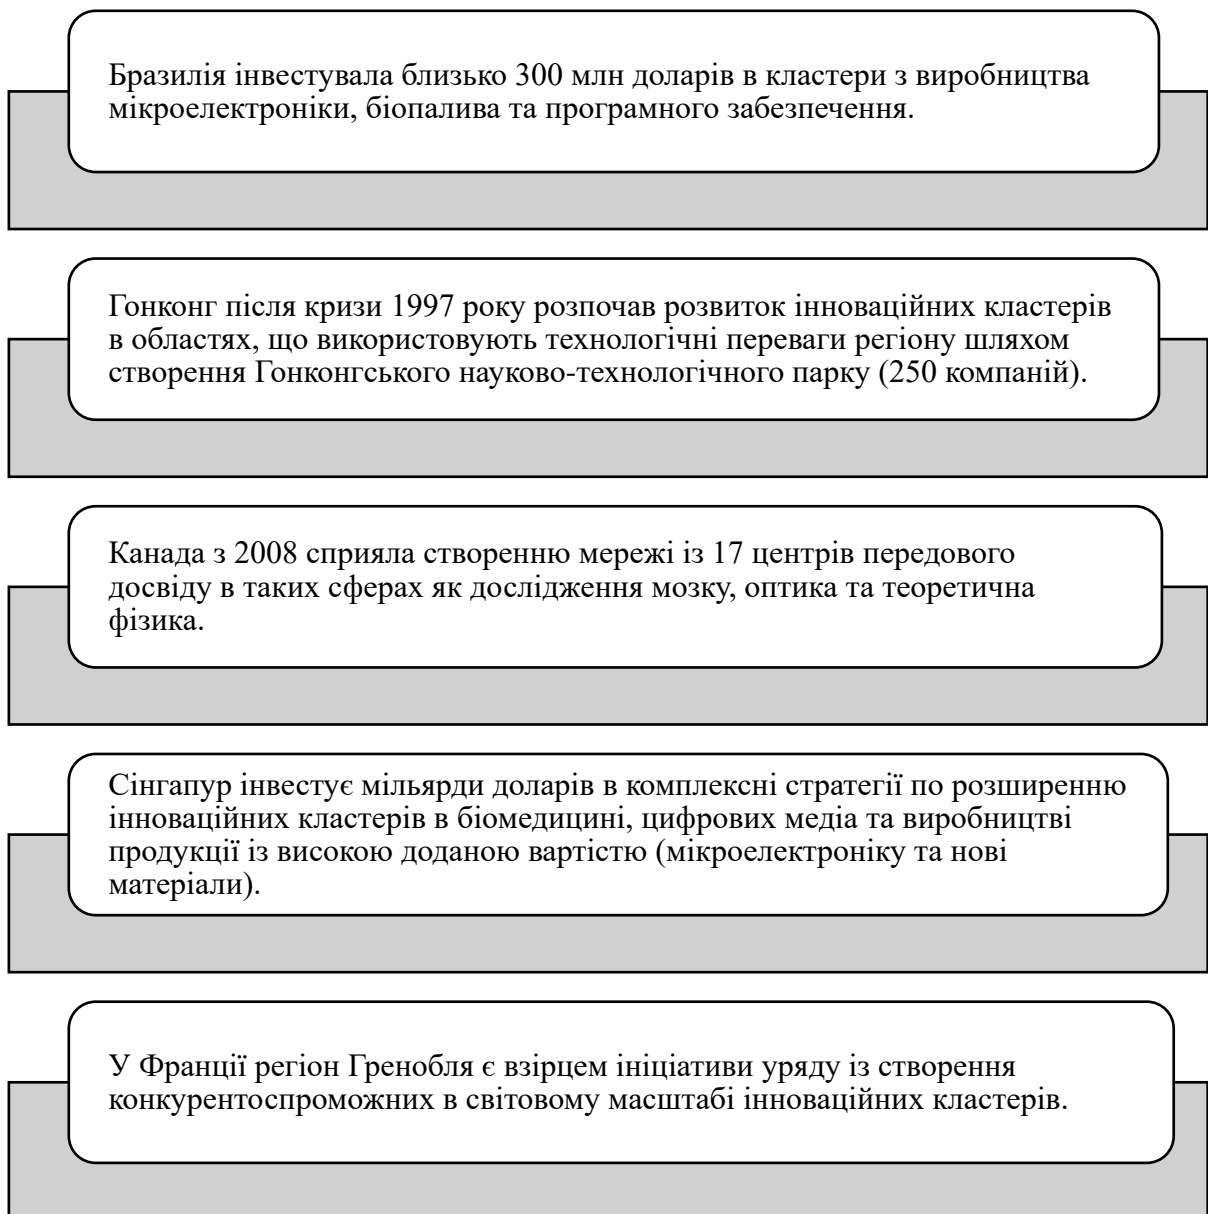 Бразилія інвестувала близько 300 млн доларів в кластери з виробництва
мікроелектроніки, біопалива та програмного забезпечення.
Гонконг після кризи 1997 року розпочав розвиток інноваційних кластерів
в областях, що використовують технологічні переваги регіону шляхом
створення Гонконгського науково-технологічного парку (250 компаній).
Канада з 2008 сприяла створенню мережі із 17 центрів передового
досвіду в таких сферах як дослідження мозку, оптика та теоретична
фізика.
Сінгапур інвестує мільярди доларів в комплексні стратегії по розширенню
інноваційних кластерів в біомедицині, цифрових медіа та виробництві
продукції із високою доданою вартістю (мікроелектроніку та нові
матеріали).
У Франції регіон Гренобля є взірцем ініціативи уряду із створення
конкурентоспроможних в світовому масштабі інноваційних кластерів.